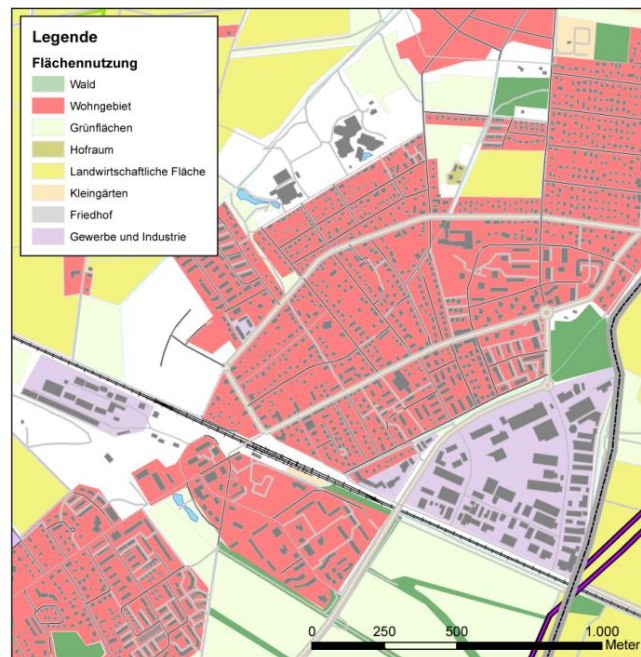 Legende
Flächennutzung
Wald
Wohngebiet
Grünflächen
Hofraum
Landwirtschaftliche Fläche
Kleingärten
Friedhof
Gewerbe und Industrie
0 250 500 1.000
Meter